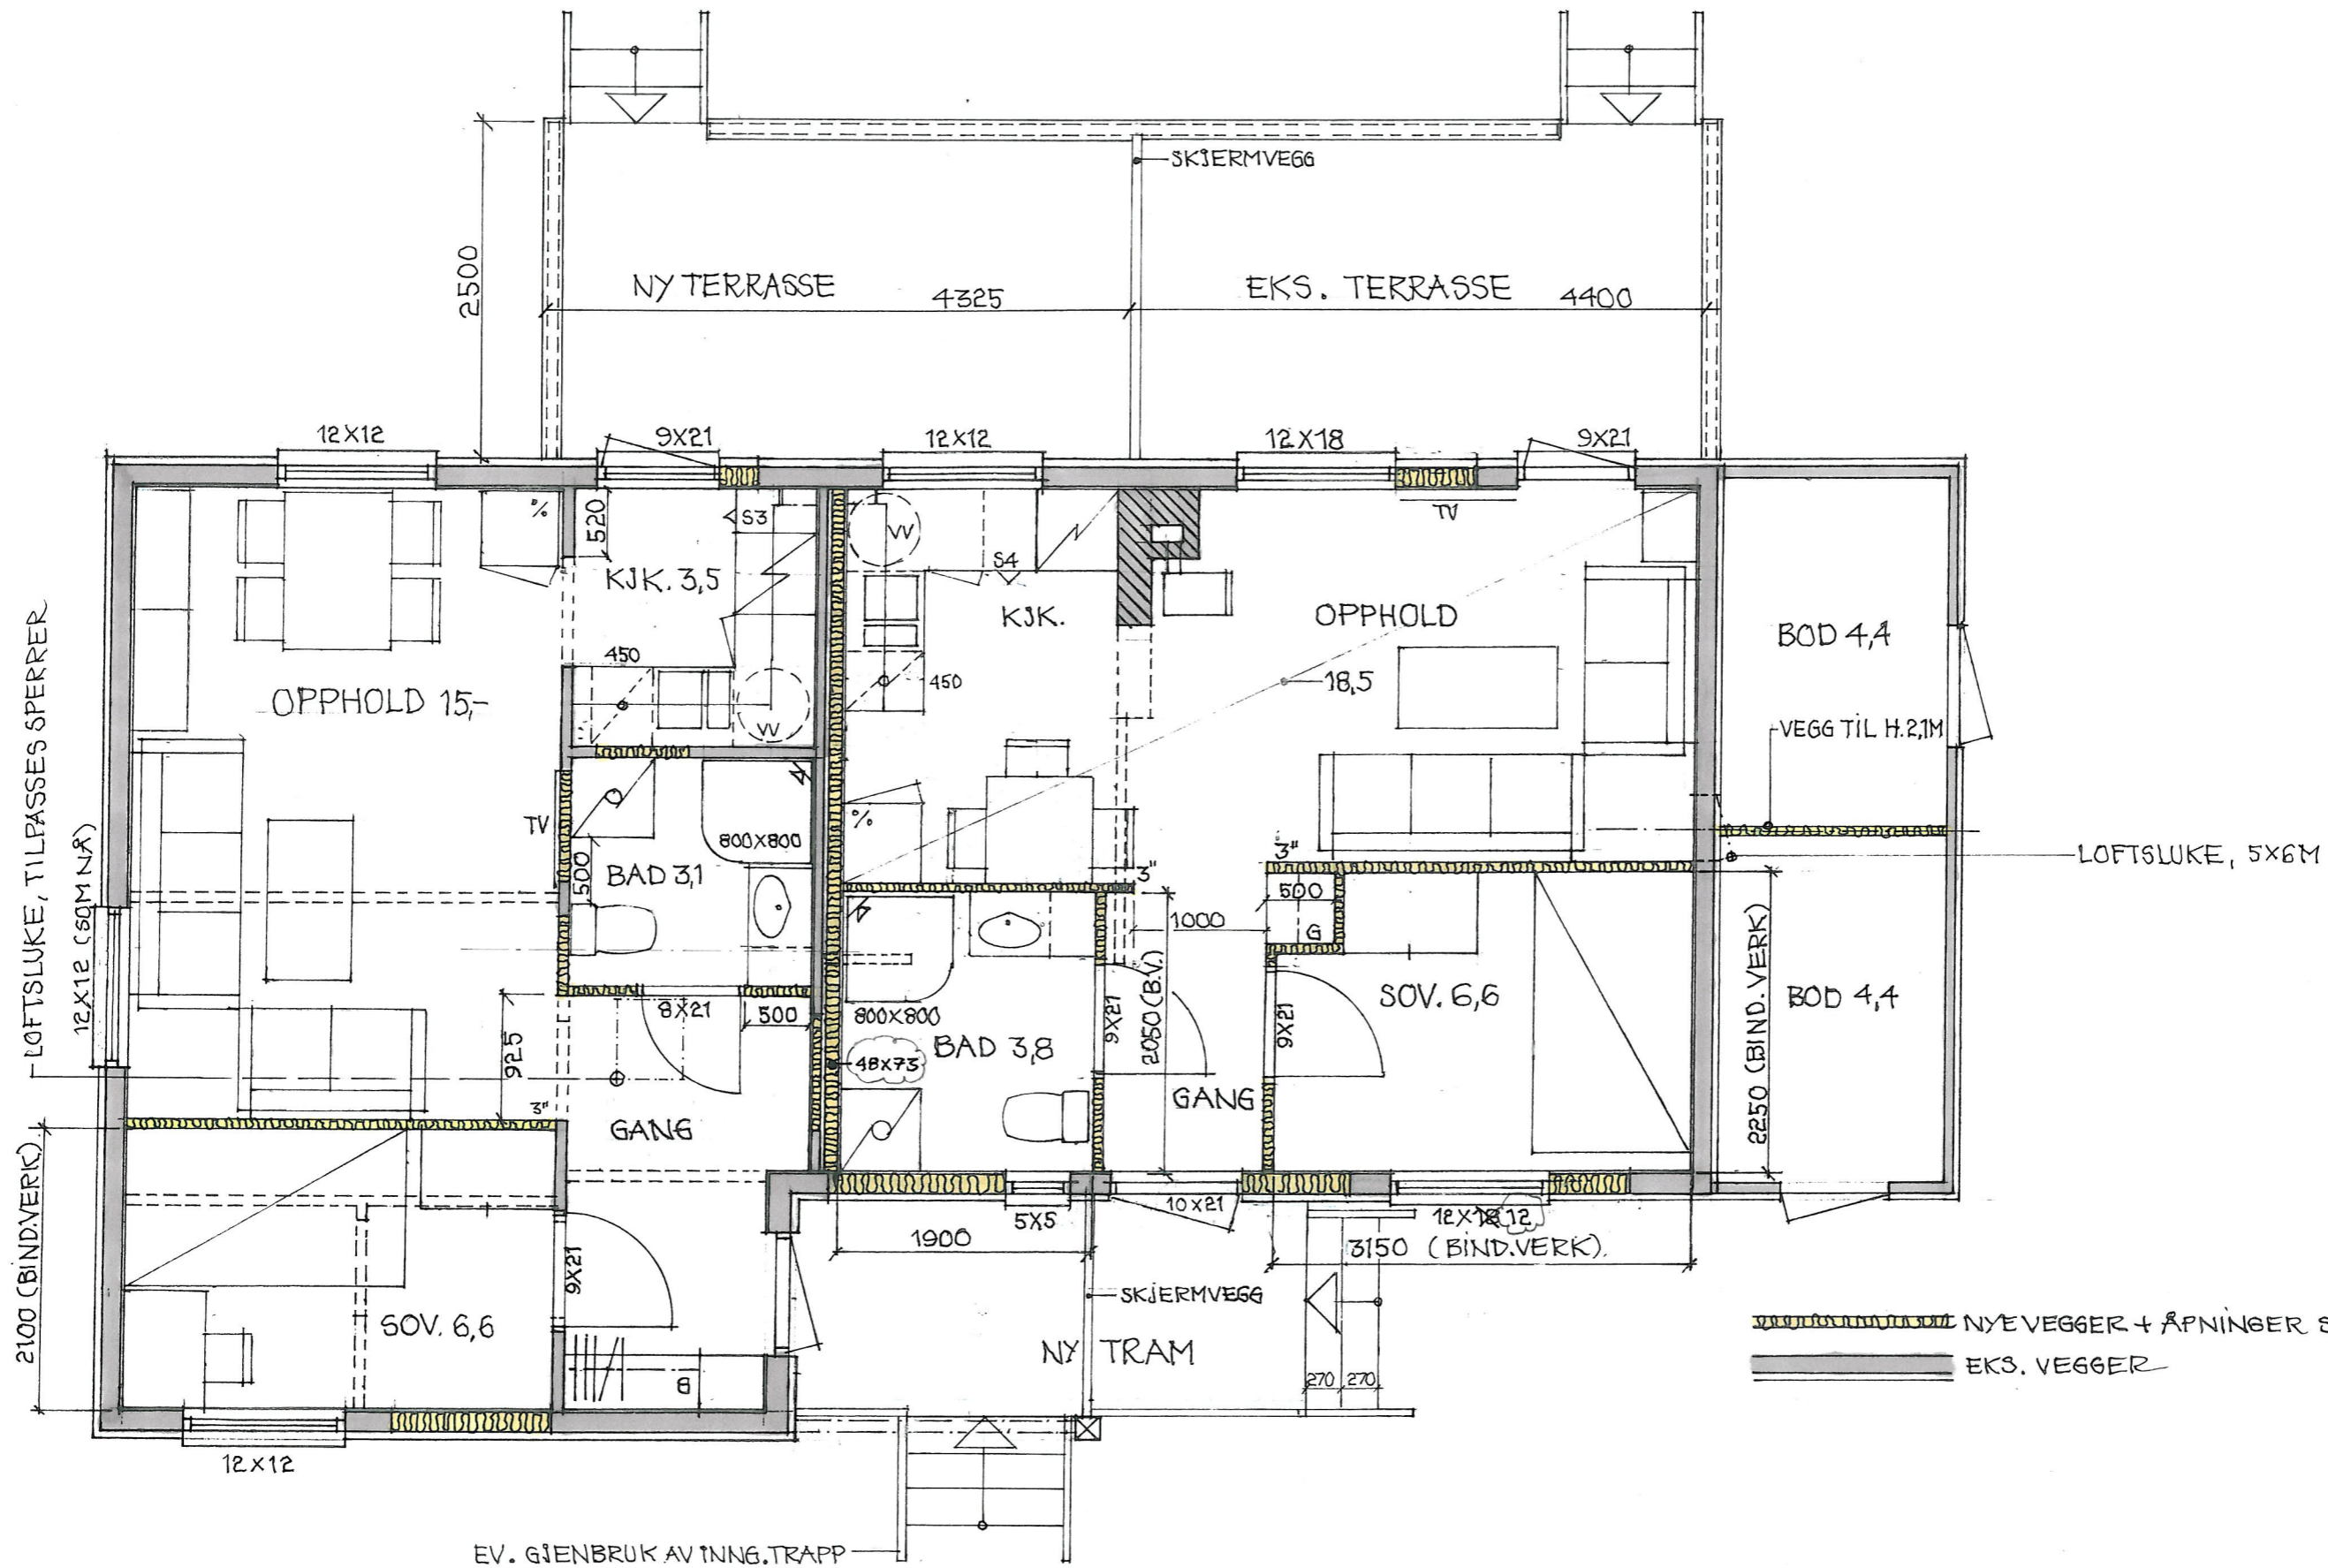 SKJERMVEGG
2500
NY TERRASSE
4325
EKS. TERRASSE
4400
12X12
9X21
12X12
12X18
9X21
TV
%
520
S3
KJK. 3,5
450
VV
VV
S4
KJK.
450
OPPHOLD
18,5
BOD 4,4
OPPHOLD 15,-
VEGG TIL H.2,1M
LOFTSLUKE, TILPASSES SPERRER
12X12 (SOM NÅ)
TV
800X800
500
BAD 3,1
%
3"
3"
500
G
1000
LOFTSLUKE, 5X6M
8X21
500
925
800X800
48X73
BAD 3,8
9X21
2050 (B.V.)
9X21
SOV. 6,6
2250 (BIND. VERK)
BOD 4,4
3"
GANG
GANG
2100 (BIND.VERK)
9X21
SOV. 6,6
G
1900
5X5
10X21
12X18 12
3150 (BIND.VERK).
SKJERMVEGG
NY TRAM
270 270
NYE VEGGER + ÅPNINGER S
EKS. VEGGER
12X12
EV. GJENBRUK AV INNG.TRAPP